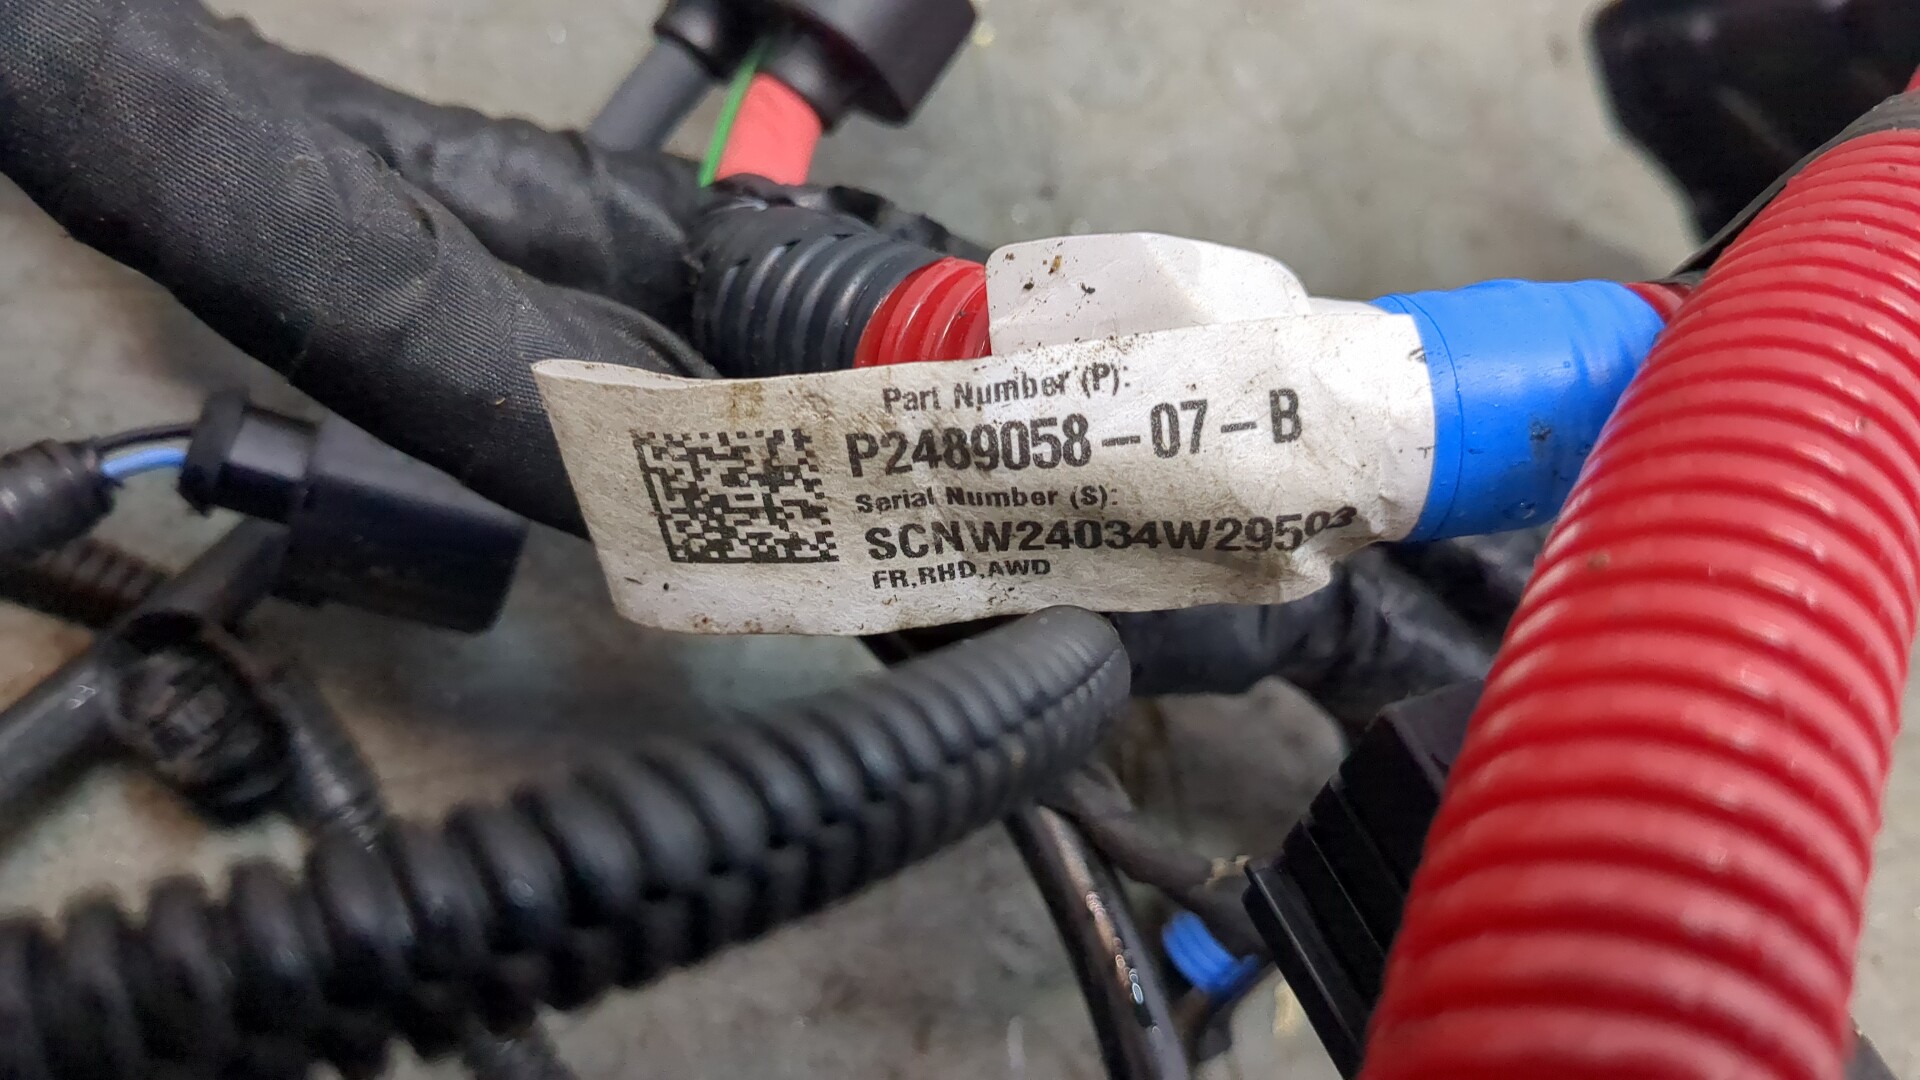 Part Number (P):
P2489058-07-B
Serial Number (S):
SCNW24034W29503
FR,RHD,AWD